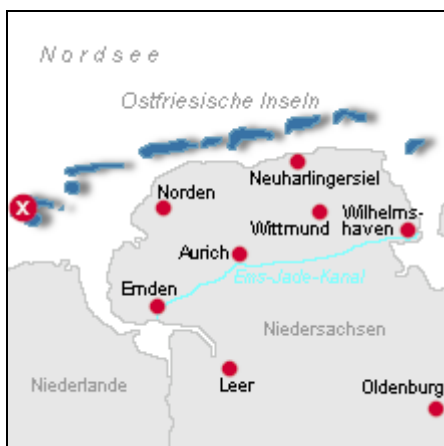 Nordsee
Ostfriesische Inseln
X
Neuharlingersiel
Norden
Wittmund
Wilhelms-
haven
Aurich
Ems-Jade-Kanal
Emden
Niedersachsen
Niederlande
Leer
Oldenburg